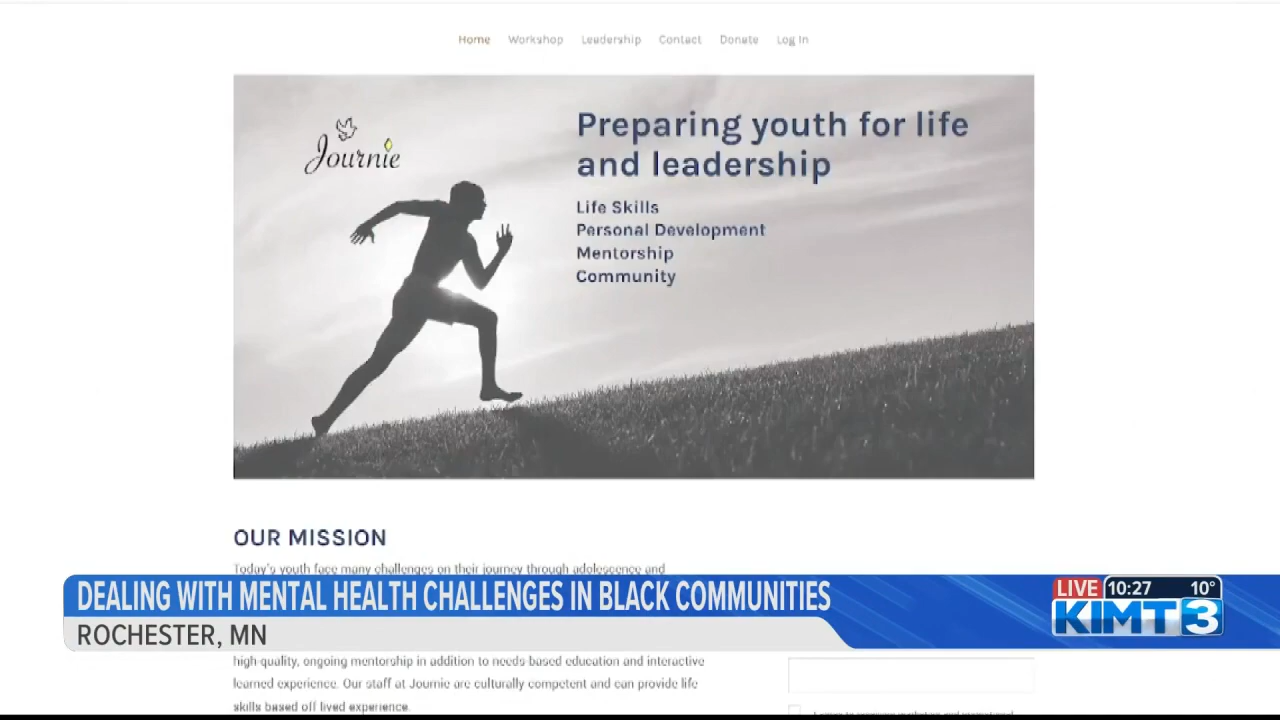 Home Workshop Leadership Contact Donate Log In
Journie
Preparing youth for life
and leadership
Life Skills
Personal Development
Mentorship
Community
OUR MISSION
Today's youth face many challenges on their journey through adolescence and
DEALING WITH MENTAL HEALTH CHALLENGES IN BLACK COMMUNITIES
ROCHESTER, MN
LIVE 10:27 10°
KIMT 3
high-quality, ongoing mentorship in addition to needs-based education and interactive
learned experience. Our staff at Journie are culturally competent and can provide life
skills based off lived experience.